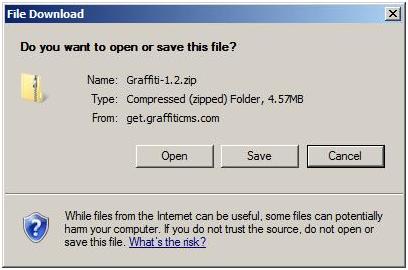 File Download
Do you want to open or save this file?
Name: Graffiti-1.2.zip
Type: Compressed (zipped) Folder, 4.57MB
From: get.graffiticms.com
Open Save Cancel
While files from the Internet can be useful, some files can potentially
harm your computer. If you do not trust the source, do not open or
save this file. What's the risk?